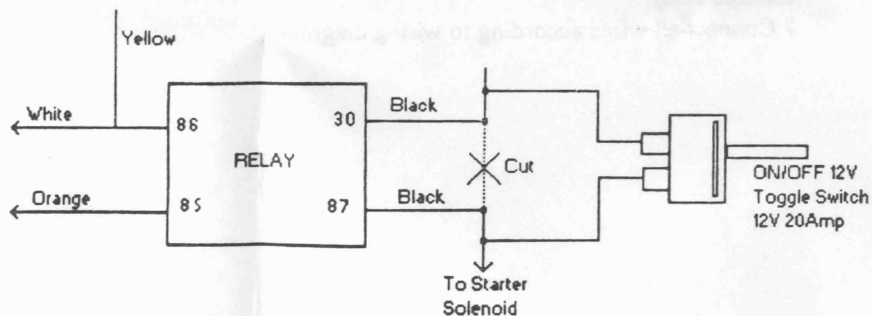 Yellow
White
86
30
Black
RELAY
Cut
Orange
85
87
Black
ON/OFF 12V
Toggle Switch
12V 20Amp
To Starter
Solenoid